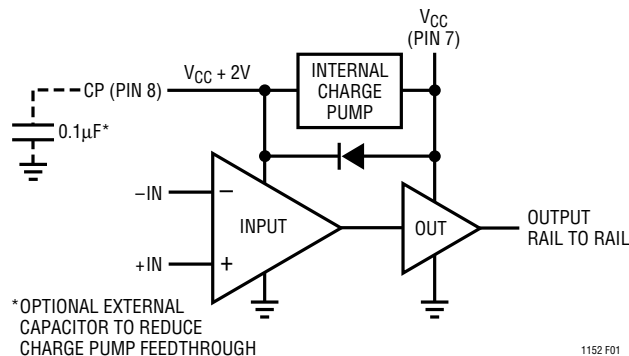 V_CC
(PIN 7)
V_CC + 2V
INTERNAL
CHARGE
PUMP
CP (PIN 8)
0.1μF*
–IN
–
INPUT
OUT
OUTPUT
RAIL TO RAIL
+IN
+
*OPTIONAL EXTERNAL
CAPACITOR TO REDUCE
CHARGE PUMP FEEDTHROUGH
1152 F01